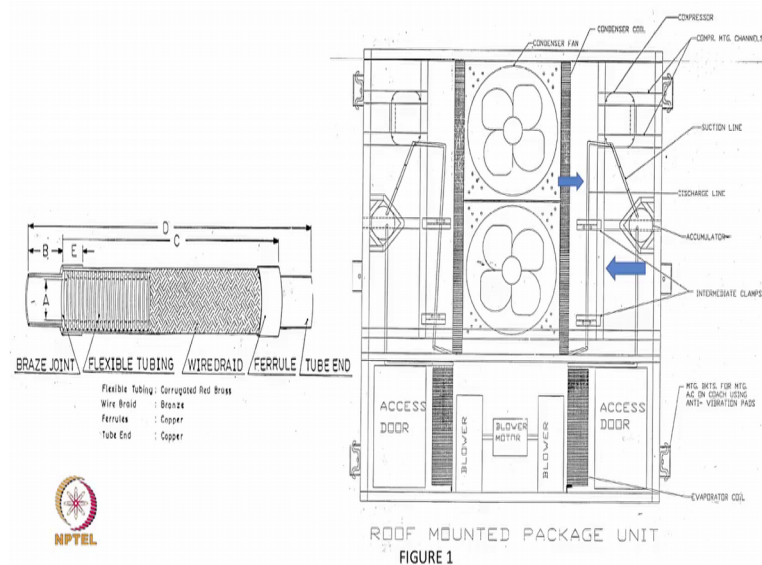 COMPRESSOR
CONDENSER COIL
CONDENSER FAN
COMPR. MTG. CHANNELS
SUCTION LINE
DISCHARGE LINE
ACCUMULATOR
INTERMEDIATE CLAMPS
D
C
B
E
A
BRAZE JOINT
FLEXIBLE TUBING
WIRE DRAID
FERRULE
TUBE END
Flexible Tubing : Corrugated Red Brass
Wire Braid : Bronze
Ferrules : Copper
Tube End : Copper
ACCESS
DOOR
BLOWER
BLOWER
MOTOR
BLOWER
ACCESS
DOOR
MTG. BKTS. FOR MTG.
AC ON COACH USING
ANTI- VIBRATION PADS
EVAPORATOR COIL
NPTEL
ROOF MOUNTED PACKAGE UNIT
FIGURE 1